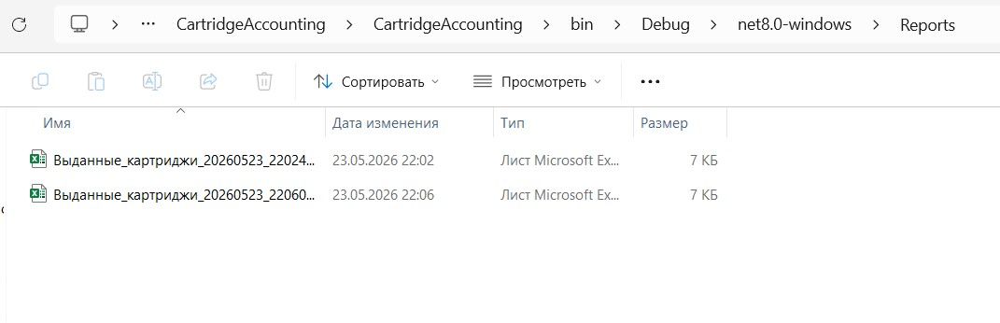 CartridgeAccounting > CartridgeAccounting > bin > Debug > net8.0-windows > Reports
Сортировать Просмотреть
Имя Дата изменения Тип Размер
Выданные_картриджи_20260523_22024... 23.05.2026 22:02 Лист Microsoft Ex... 7 КБ
Выданные_картриджи_20260523_22060... 23.05.2026 22:06 Лист Microsoft Ex... 7 КБ